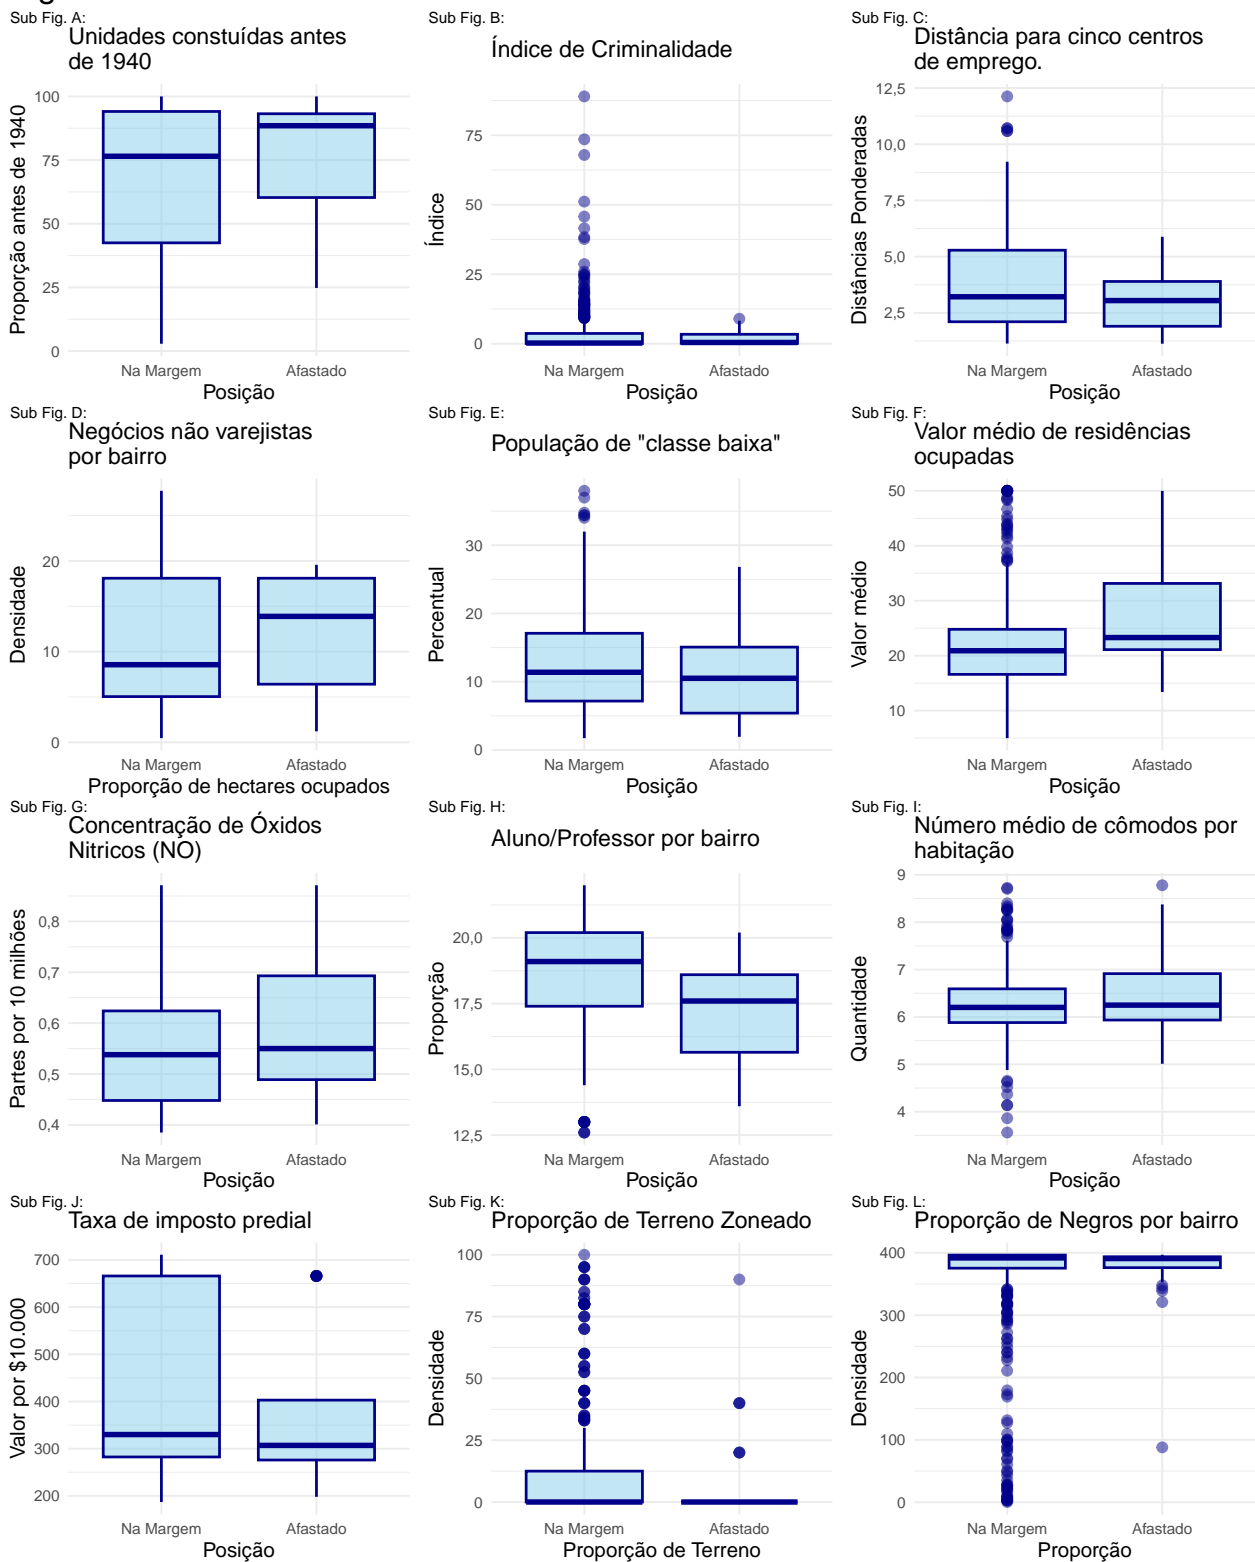 Sub Fig. A:
Unidades constuídas antes
de 1940
Proporção antes de 1940
100
75
50
25
0
Na Margem
Afastado
Posição
Sub Fig. B:
Índice de Criminalidade
Índice
75
50
25
0
Na Margem
Afastado
Posição
Sub Fig. C:
Distância para cinco centros
de emprego.
Distâncias Ponderadas
12,5
10,0
7,5
5,0
2,5
Na Margem
Afastado
Posição
Sub Fig. D:
Negócios não varejistas
por bairro
Densidade
20
10
0
Na Margem
Afastado
Proporção de hectares ocupados
Sub Fig. E:
População de "classe baixa"
Percentual
30
20
10
0
Na Margem
Afastado
Posição
Sub Fig. F:
Valor médio de residências
ocupadas
Valor médio
50
40
30
20
10
Na Margem
Afastado
Posição
Sub Fig. G:
Concentração de Óxidos
Nitricos (NO)
Partes por 10 milhões
0,8
0,7
0,6
0,5
0,4
Na Margem
Afastado
Posição
Sub Fig. H:
Aluno/Professor por bairro
Proporção
20,0
17,5
15,0
12,5
Na Margem
Afastado
Posição
Sub Fig. I:
Número médio de cômodos por
habitação
Quantidade
9
8
7
6
5
4
Na Margem
Afastado
Posição
Sub Fig. J:
Taxa de imposto predial
Valor por $10.000
700
600
500
400
300
200
Na Margem
Afastado
Posição
Sub Fig. K:
Proporção de Terreno Zoneado
Densidade
100
75
50
25
0
Na Margem
Afastado
Proporção de Terreno
Sub Fig. L:
Proporção de Negros por bairro
Densidade
400
300
200
100
0
Na Margem
Afastado
Proporção